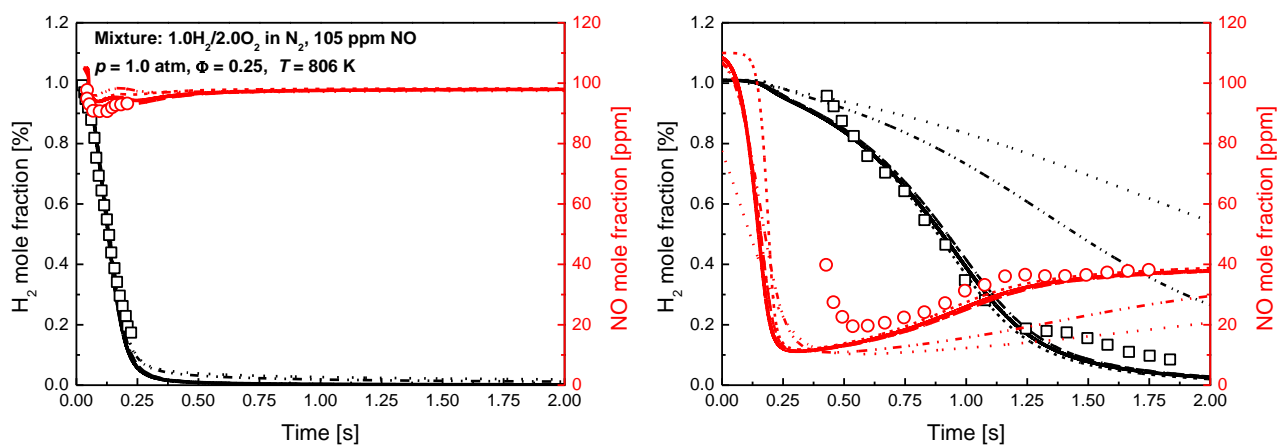 Mixture: 1.0H₂/2.0O₂ in N₂, 105 ppm NO
p = 1.0 atm, Φ = 0.25, T = 806 K
H₂ mole fraction [%]
1.2
1.0
0.8
0.6
0.4
0.2
0.0
0.00 0.25 0.50 0.75 1.00 1.25 1.50 1.75 2.00
Time [s]
120
100
80
60
40
20
0
NO mole fraction [ppm]
H₂ mole fraction [%]
1.2
1.0
0.8
0.6
0.4
0.2
0.0
0.00 0.25 0.50 0.75 1.00 1.25 1.50 1.75 2.00
Time [s]
120
100
80
60
40
20
0
NO mole fraction [ppm]